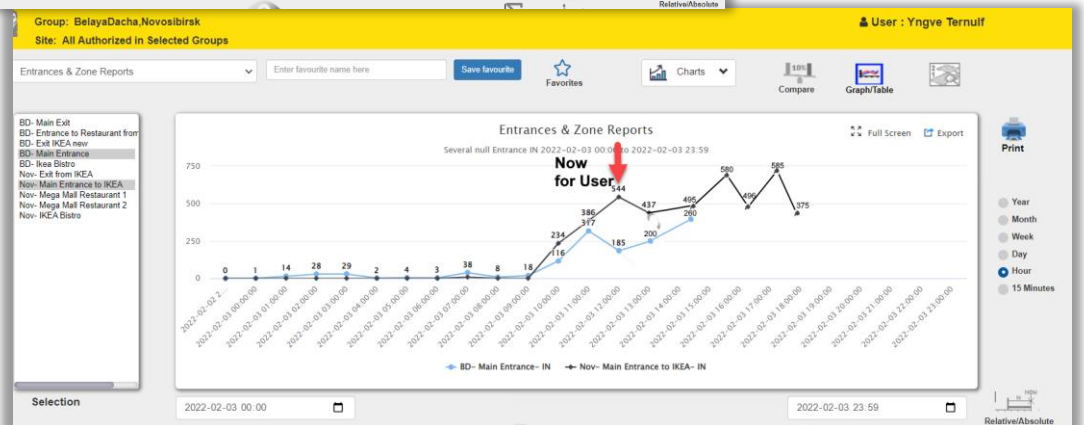 Relative/Absolute
Group: BelayaDacha,Novosibirsk
User : Yngve Ternulf
Site: All Authorized in Selected Groups
Entrances & Zone Reports
Enter favourite name here
Save favourite
Favorites
Charts
Compare
Graph/Table
BD- Main Exit
BD- Entrance to Restaurant from
BD- Exit IKEA new
BD- Main Entrance
BD- Ikea Bistro
Nov- Exit from IKEA
Nov- Main Entrance to IKEA
Nov- Mega Mall Restaurant 1
Nov- Mega Mall Restaurant 2
Nov- IKEA Bistro
Entrances & Zone Reports
Full Screen
Export
Several null Entrance IN 2022-02-03 00:00 to 2022-02-03 23:59
Now
for User
750
500
250
0
0 1 14 28 29 2 4 3 38 8 18
234 386 544 437 495 580 496 585 375
116 317 185 200 260
2022-02-02 2...
2022-02-03 00:00:00
2022-02-03 01:00:00
2022-02-03 02:00:00
2022-02-03 03:00:00
2022-02-03 04:00:00
2022-02-03 05:00:00
2022-02-03 06:00:00
2022-02-03 07:00:00
2022-02-03 08:00:00
2022-02-03 09:00:00
2022-02-03 10:00:00
2022-02-03 11:00:00
2022-02-03 12:00:00
2022-02-03 13:00:00
2022-02-03 14:00:00
2022-02-03 15:00:00
2022-02-03 16:00:00
2022-02-03 17:00:00
2022-02-03 18:00:00
2022-02-03 19:00:00
2022-02-03 20:00:00
2022-02-03 21:00:00
2022-02-03 22:00:00
2022-02-03 23:00:00
BD- Main Entrance- IN
Nov- Main Entrance to IKEA- IN
Print
Year
Month
Week
Day
Hour
15 Minutes
Selection
2022-02-03 00:00
2022-02-03 23:59
Relative/Absolute